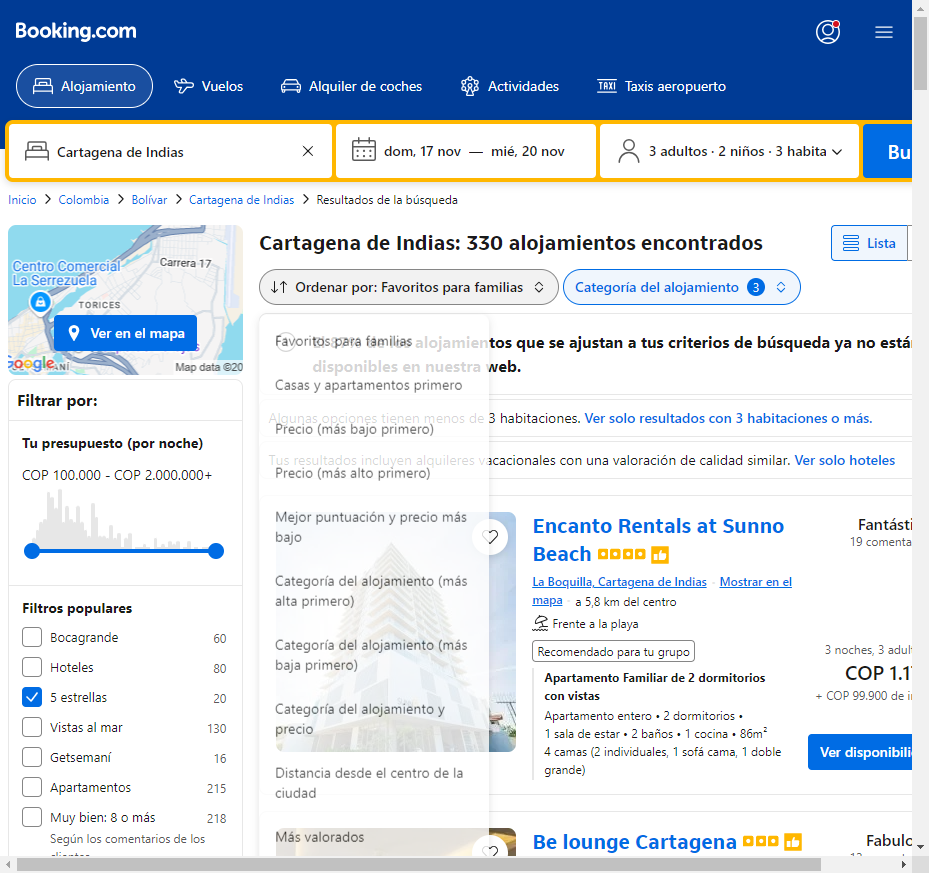 Booking.com
Alojamiento
Vuelos
Alquiler de coches
Actividades
TAXI
Taxis aeropuerto
Cartagena de Indias
dom, 17 nov — mié, 20 nov
3 adultos · 2 niños · 3 habita
Bu
Inicio > Colombia > Bolívar > Cartagena de Indias > Resultados de la búsqueda
Centro Comercial
La Serrezuela
Carrera 17
TORICES
Ver en el mapa
Google
Map data ©20
Cartagena de Indias: 330 alojamientos encontrados
Lista
Ordenar por: Favoritos para familias
Categoría del alojamiento 3
de los alojamientos que se ajustan a tus criterios de búsqueda ya no está
disponibles en nuestra web.
Algunas opciones tienen menos de 3 habitaciones. Ver solo resultados con 3 habitaciones o más.
Tus resultados incluyen alquileres vacacionales con una valoración de calidad similar. Ver solo hoteles
Favoritos para familias
Casas y apartamentos primero
Precio (más bajo primero)
Precio (más alto primero)
Mejor puntuación y precio más
bajo
Categoría del alojamiento (más
alta primero)
Categoría del alojamiento (más
baja primero)
Categoría del alojamiento y
precio
Distancia desde el centro de la
ciudad
Más valorados
Filtrar por:
Tu presupuesto (por noche)
COP 100.000 - COP 2.000.000+
Filtros populares
Bocagrande 60
Hoteles 80
5 estrellas 20
Vistas al mar 130
Getsemaní 16
Apartamentos 215
Muy bien: 8 o más 218
Según los comentarios de los
clientes
Encanto Rentals at Sunno
Beach
La Boquilla, Cartagena de Indias · Mostrar en el
mapa · a 5,8 km del centro
Frente a la playa
Recomendado para tu grupo
Apartamento Familiar de 2 dormitorios
con vistas
Apartamento entero • 2 dormitorios •
1 sala de estar • 2 baños • 1 cocina • 86m²
4 camas (2 individuales, 1 sofá cama, 1 doble
grande)
Fantásti
19 comenta
3 noches, 3 adul
COP 1.1
+ COP 99.900 de i
Ver disponibili
Be lounge Cartagena
Fabulo